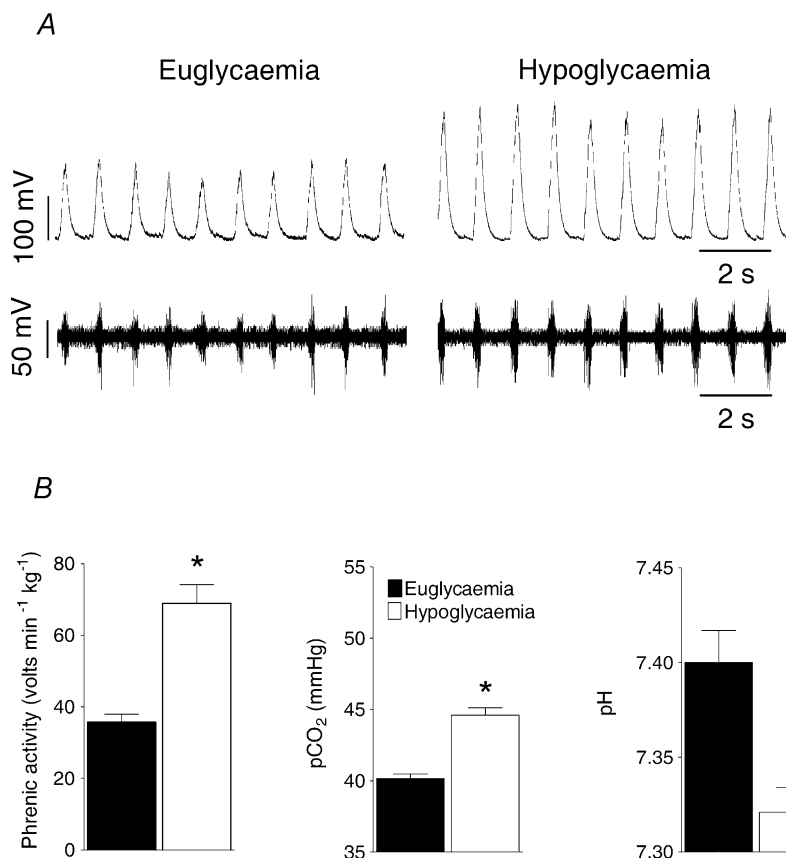 A
Euglycaemia
Hypoglycaemia
100 mV
2 s
50 mV
2 s
B
Phrenic activity (volts min⁻¹ kg⁻¹)
80
60
40
20
0
*
pCO₂ (mmHg)
55
50
45
40
35
Euglycaemia
Hypoglycaemia
*
pH
7.45
7.40
7.35
7.30